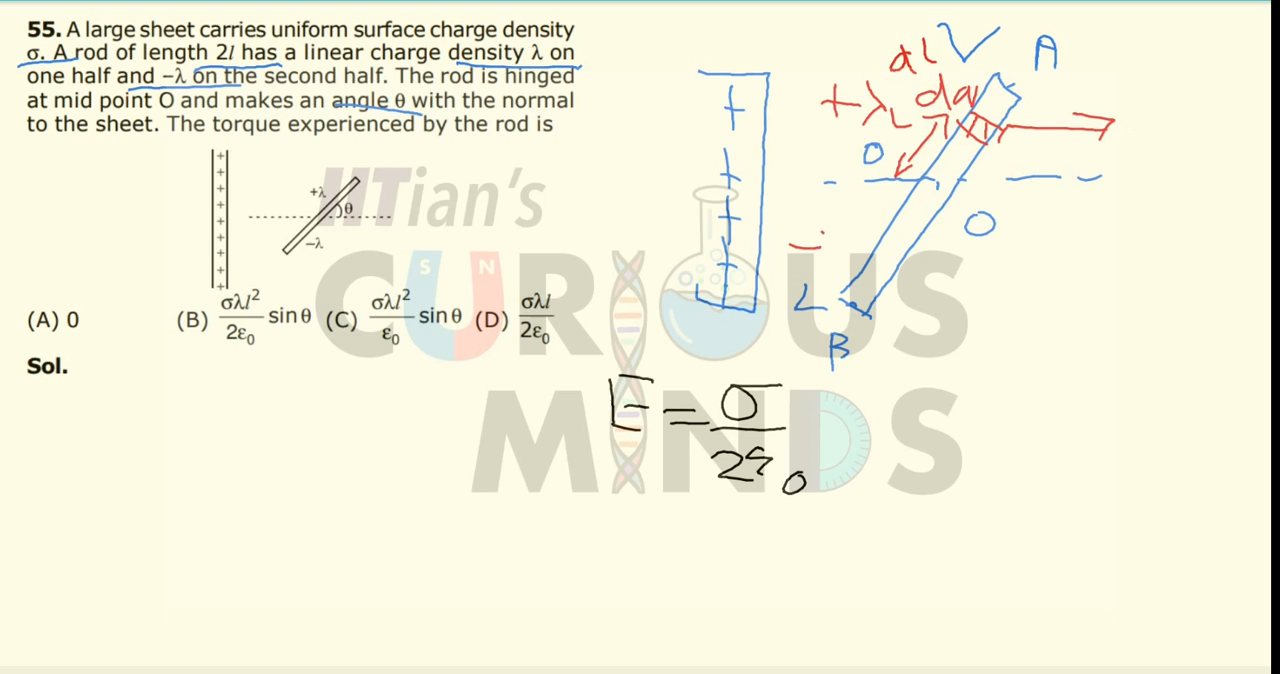 55. A large sheet carries uniform surface charge density
σ. A rod of length 2l has a linear charge density λ on
one half and –λ on the second half. The rod is hinged
at mid point O and makes an angle θ with the normal
to the sheet. The torque experienced by the rod is
+λ
θ
–λ
(A) 0 (B) σλl²/2ε₀ sinθ (C) σλl²/ε₀ sinθ (D) σλl/2ε₀
Sol.
IITian's
CURIOUS
S N
MINDS
dl
A
+λ
dq
L
O
O
–
L
B
+
+
+
+
E = σ/2ε₀